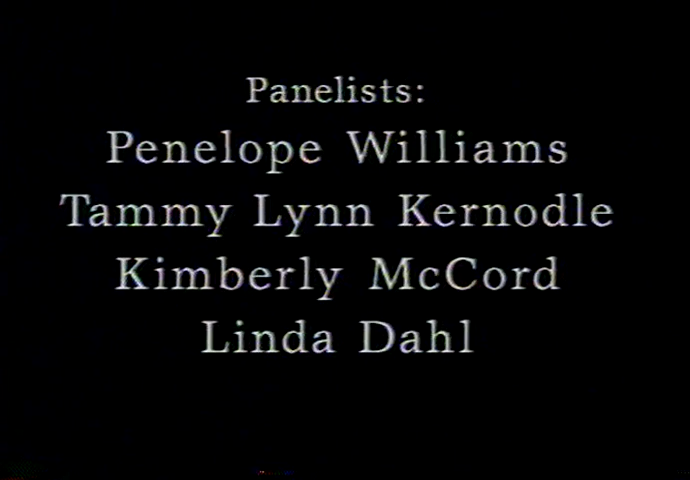 Panelists:
Penelope Williams
Tammy Lynn Kernodle
Kimberly McCord
Linda Dahl